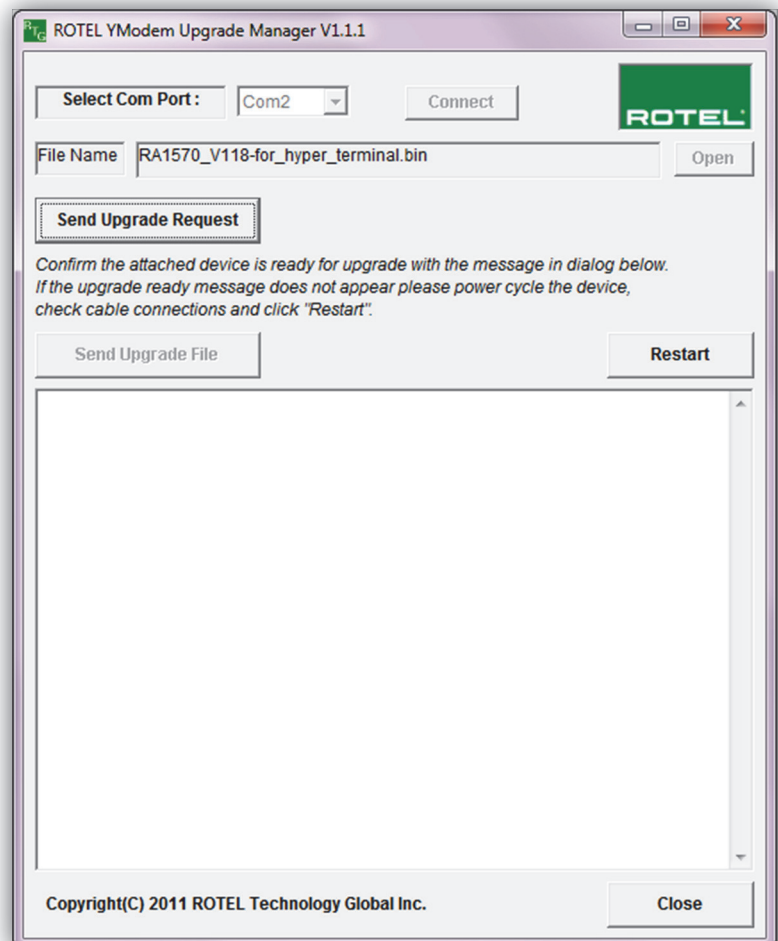 RTG ROTEL YModem Upgrade Manager V1.1.1
Select Com Port :
Com2
Connect
ROTEL
File Name
RA1570_V118-for_hyper_terminal.bin
Open
Send Upgrade Request
Confirm the attached device is ready for upgrade with the message in dialog below.
If the upgrade ready message does not appear please power cycle the device,
check cable connections and click "Restart".
Send Upgrade File
Restart
Copyright(C) 2011 ROTEL Technology Global Inc.
Close